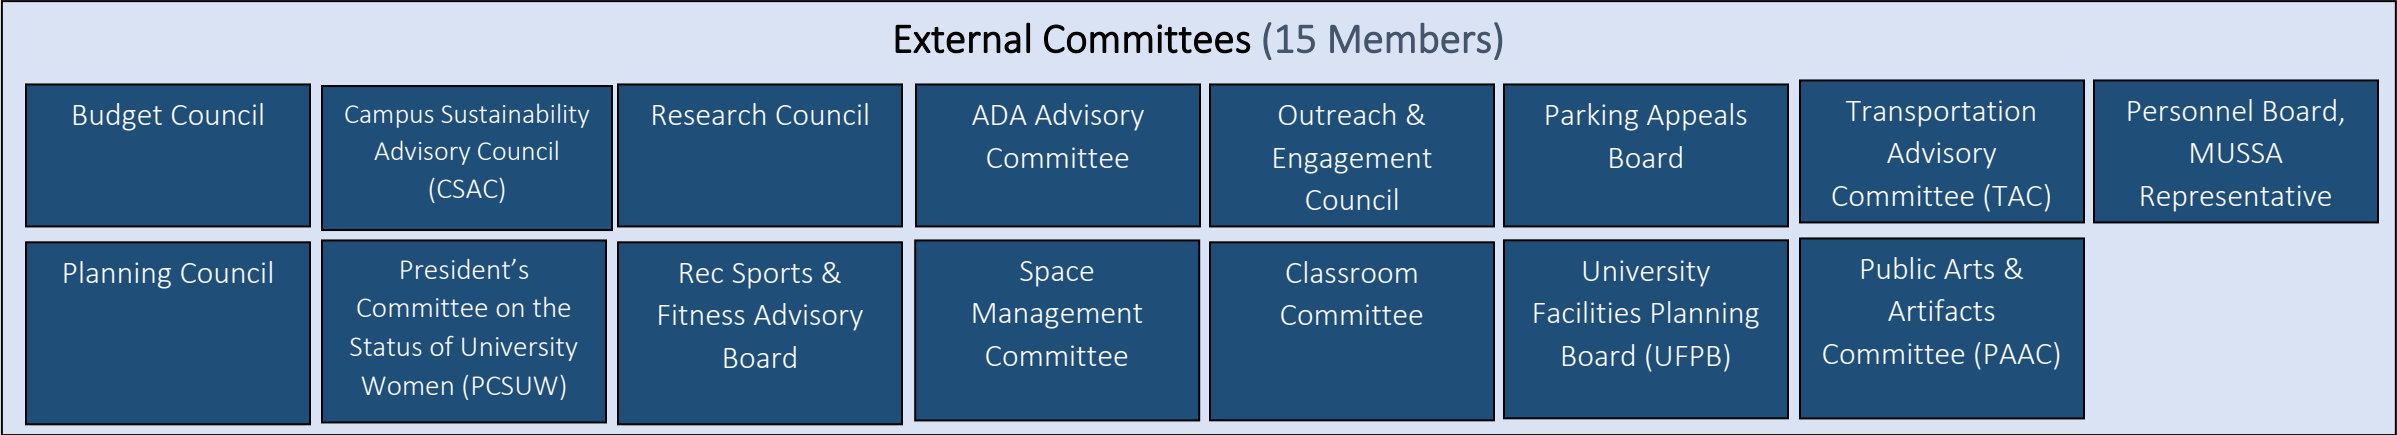 External Committees (15 Members)
Budget Council
Campus Sustainability
Advisory Council
(CSAC)
Research Council
ADA Advisory
Committee
Outreach &
Engagement
Council
Parking Appeals
Board
Transportation
Advisory
Committee (TAC)
Personnel Board,
MUSSA
Representative
Planning Council
President’s
Committee on the
Status of University
Women (PCSUW)
Rec Sports &
Fitness Advisory
Board
Space
Management
Committee
Classroom
Committee
University
Facilities Planning
Board (UFPB)
Public Arts &
Artifacts
Committee (PAAC)